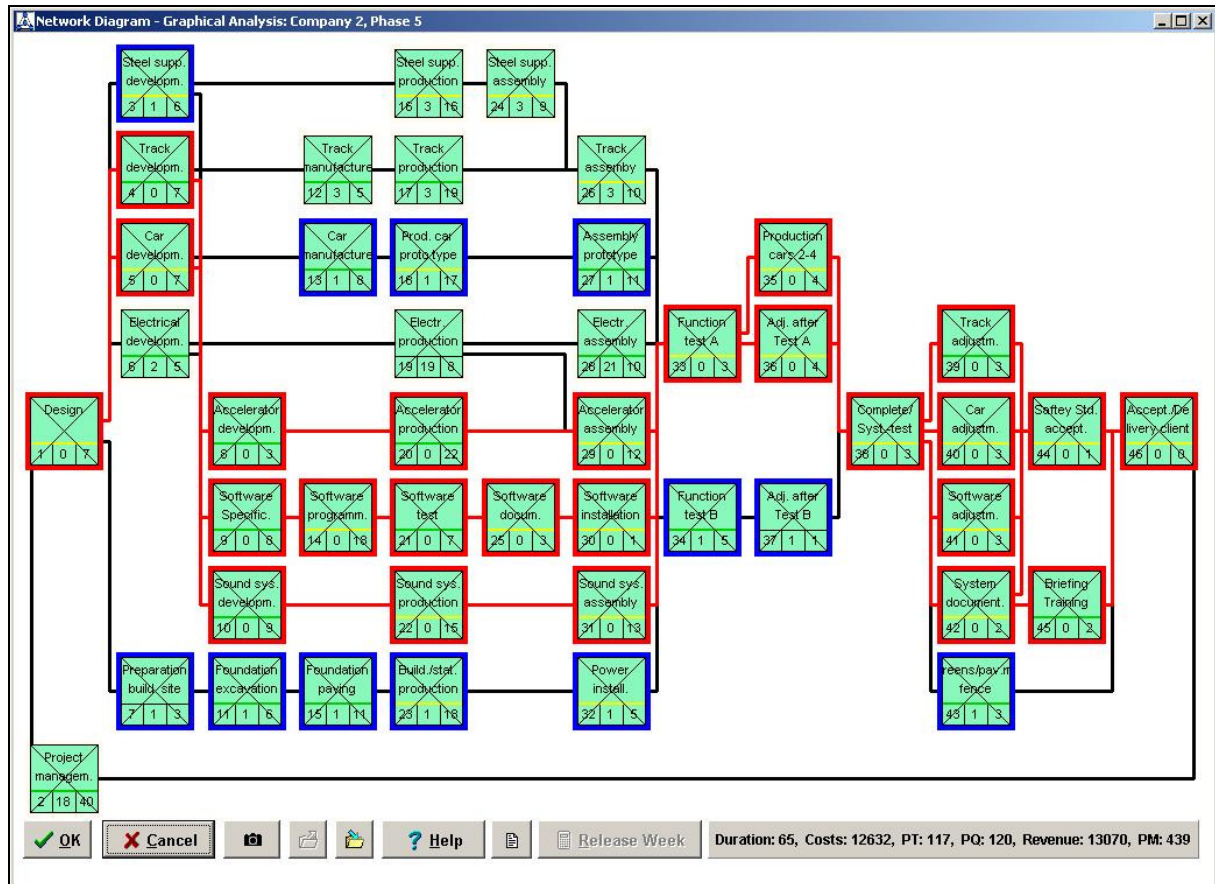 Network Diagram - Graphical Analysis: Company 2, Phase 5
Steel supp.
developm.
3 1 6
Steel supp.
production
16 3 16
Steel supp.
assembly
24 3 9
Track
developm.
4 0 7
Track
manufacture
12 3 5
Track
production
17 3 19
Track
assemby
26 3 10
Car
developm.
5 0 7
Car
manufacture
13 1 8
Prod. car
prototype
18 1 17
Assembly
prototype
27 1 11
Production
cars 2-4
35 0 4
Electrical
developm.
6 2 5
Electr.
production
19 19 8
Electr.
assembly
28 21 10
Function
test A
33 0 3
Adj. after
Test A
36 0 4
Track
adjustm.
39 0 3
Design
1 0 7
Accelerator
developm.
8 0 3
Accelerator
production
20 0 22
Accelerator
assembly
29 0 12
Complete/
Syst.-test
38 0 3
Car
adjustm.
40 0 3
Saftey Std.
accept.
44 0 1
Accept./De
livery client
46 0 0
Software
Specific.
9 0 8
Software
programm.
14 0 18
Software
test
21 0 7
Software
docum.
25 0 3
Software
installation
30 0 1
Function
test B
34 1 5
Adj. after
Test B
37 1 1
Software
adjustm.
41 0 3
Sound sys.
developm.
10 0 9
Sound sys.
production
22 0 15
Sound sys.
assembly
31 0 13
System
document.
42 0 2
Briefing
Training
45 0 2
Preparation
build. site
7 1 3
Foundation
excavation
11 1 6
Foundation
paving
15 1 11
Build./stat.
production
23 1 18
Power
install.
32 1 5
reens/pav.m
fence
43 1 3
Project
managem.
2 18 40
OK
Cancel
Help
Release Week
Duration: 65, Costs: 12632, PT: 117, PQ: 120, Revenue: 13070, PM: 439